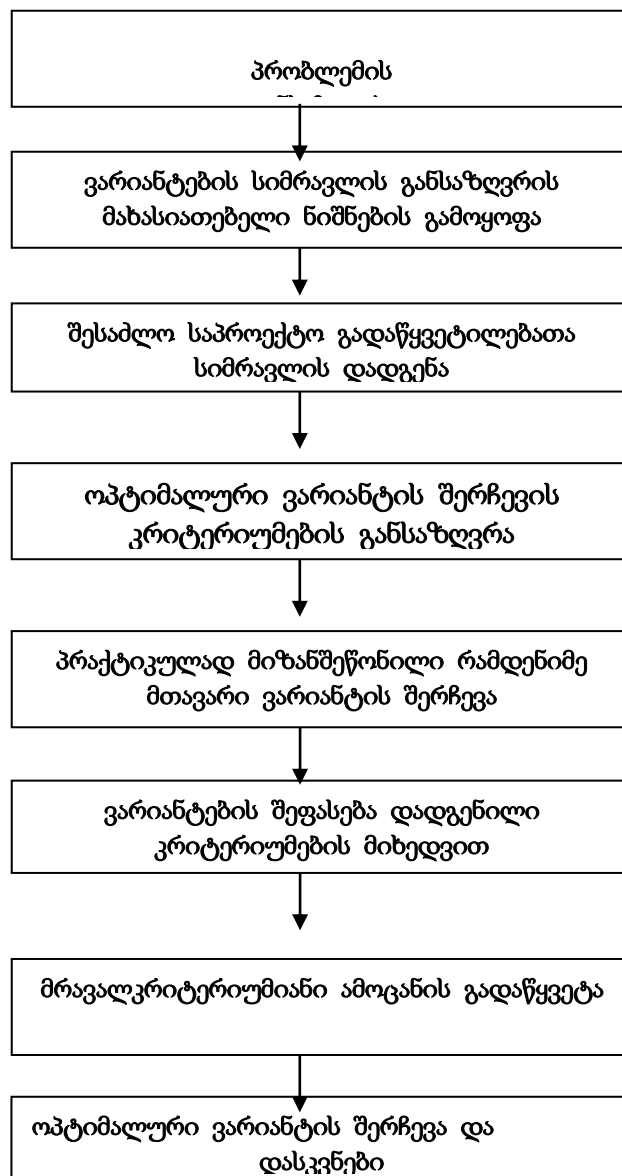 პრობლემის
ვარიანტების სიმრავლის განსაზღვრის
მახასიათებელი ნიშნების გამოყოფა
შესაძლო საპროექტო გადაწყვეტილებათა
სიმრავლის დადგენა
ოპტიმალური ვარიანტის შერჩევის
კრიტერიუმების განსაზღვრა
პრაქტიკულად მიზანშეწონილი რამდენიმე
მთავარი ვარიანტის შერჩევა
ვარიანტების შეფასება დადგენილი
კრიტერიუმების მიხედვით
მრავალკრიტერიუმიანი ამოცანის გადაწყვეტა
ოპტიმალური ვარიანტის შერჩევა და
დასკვნები